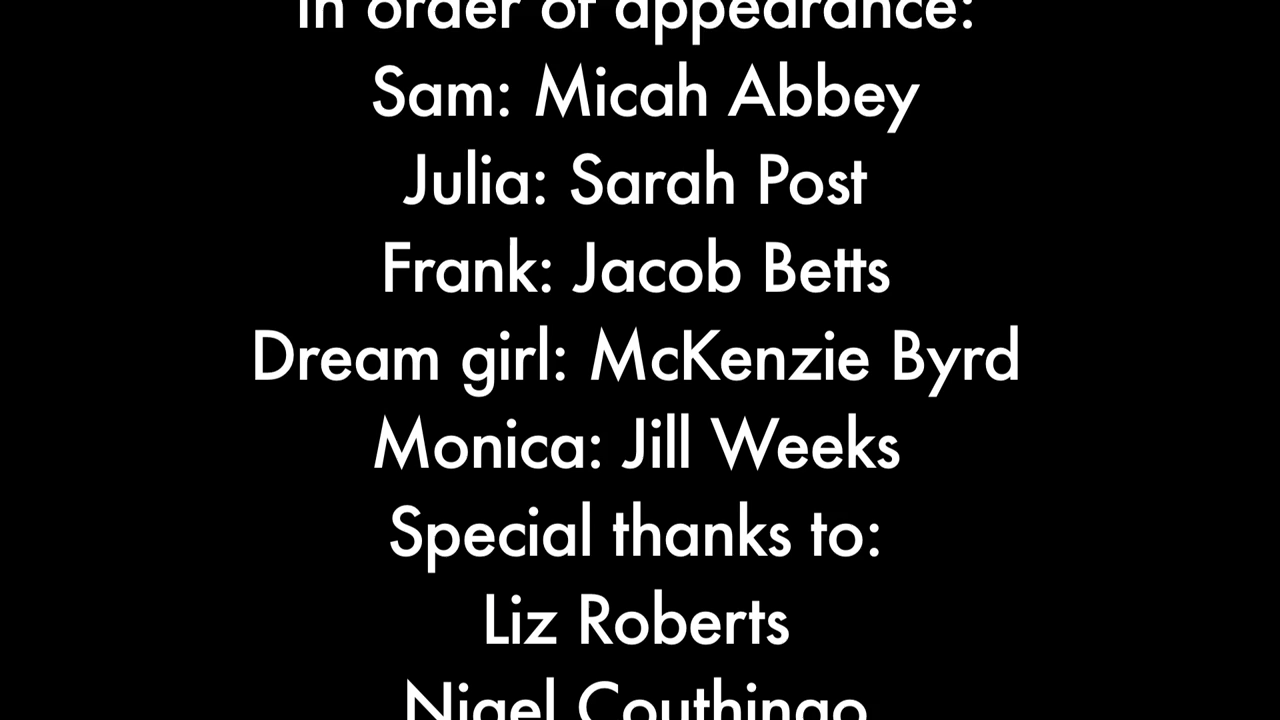 In order of appearance:
Sam: Micah Abbey
Julia: Sarah Post
Frank: Jacob Betts
Dream girl: McKenzie Byrd
Monica: Jill Weeks
Special thanks to:
Liz Roberts
Nigel Couthingo